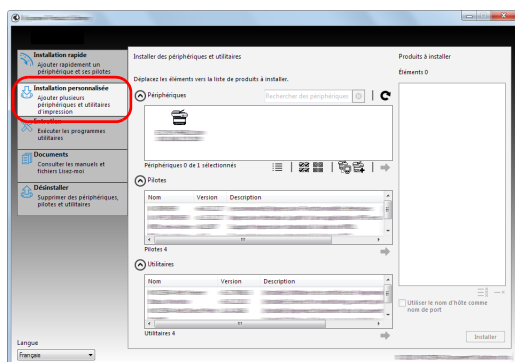 Installation rapide
Ajouter rapidement un
périphérique et ses pilotes
Installation personnalisée
Ajouter plusieurs
périphériques et utilitaires
d'impression
Exécuter les programmes
utilitaires
Documents
Consulter les manuels et
fichiers Lisez-moi
Désinstaller
Supprimer des périphériques,
pilotes et utilitaires
Langue
Français
Installer des périphériques et utilitaires
Déplacez les éléments vers la liste de produits à installer.
Périphériques
Rechercher des périphériques
Périphériques 0 de 1 sélectionnés
Pilotes
Nom Version Description
Pilotes 4
Utilitaires
Nom Version Description
Utilitaires 4
Produits à installer
Éléments 0
Utiliser le nom d'hôte comme
nom de port
Installer